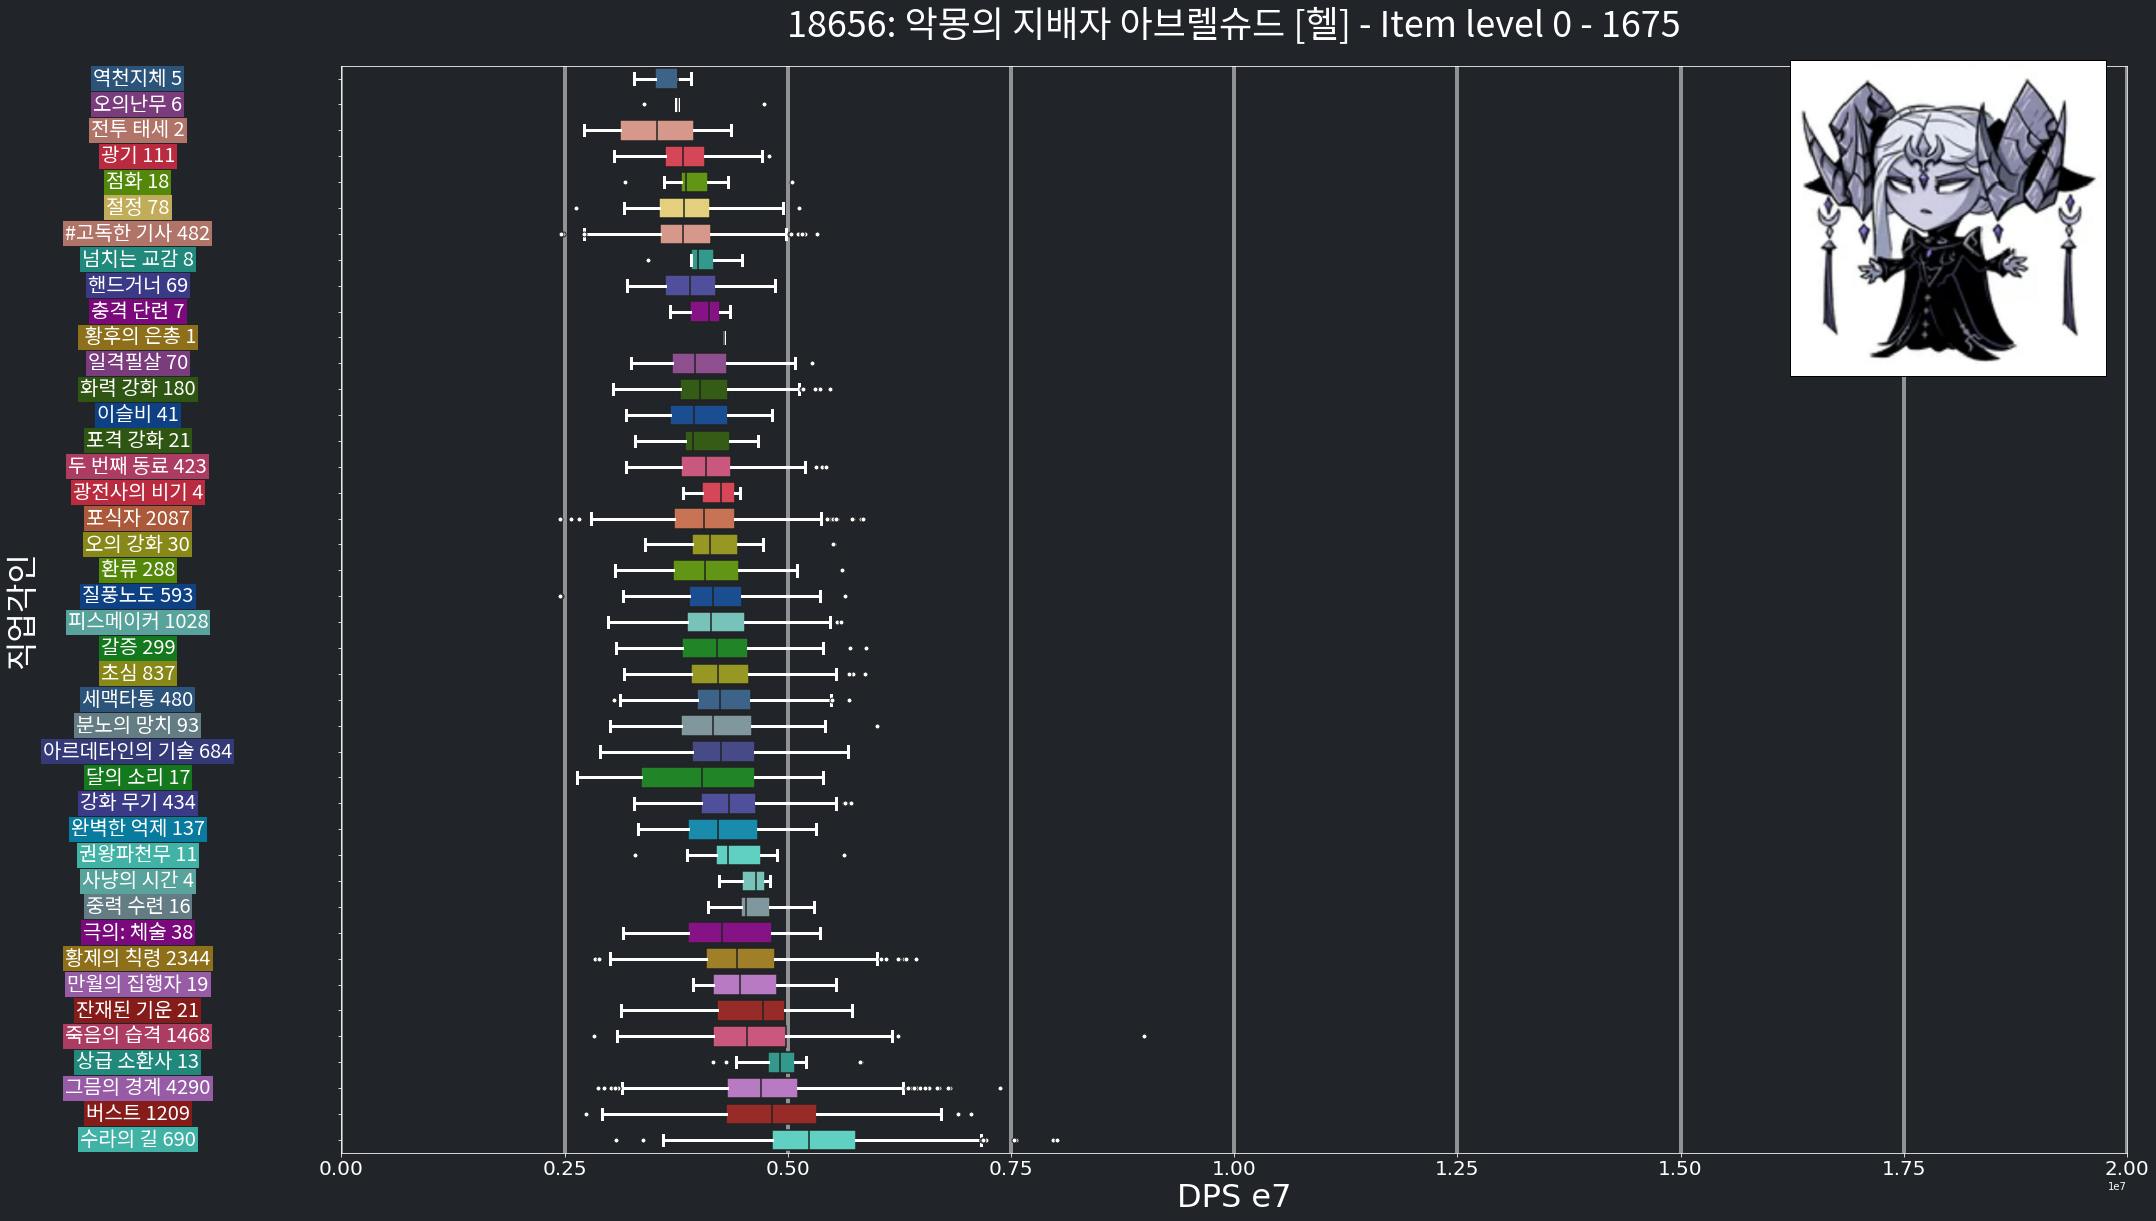 18656: 악몽의 지배자 아브렐슈드 [헬] - Item level 0 - 1675
직업각인
역천지체 5
오의난무 6
전투 태세 2
광기 111
점화 18
절정 78
#고독한 기사 482
넘치는 교감 8
핸드거너 69
충격 단련 7
황후의 은총 1
일격필살 70
화력 강화 180
이슬비 41
포격 강화 21
두 번째 동료 423
광전사의 비기 4
포식자 2087
오의 강화 30
환류 288
질풍노도 593
피스메이커 1028
갈증 299
초심 837
세맥타통 480
분노의 망치 93
아르데타인의 기술 684
달의 소리 17
강화 무기 434
완벽한 억제 137
권왕파천무 11
사냥의 시간 4
중력 수련 16
극의: 체술 38
황제의 칙령 2344
만월의 집행자 19
잔재된 기운 21
죽음의 습격 1468
상급 소환사 13
그믐의 경계 4290
버스트 1209
수라의 길 690
0.00 0.25 0.50 0.75 1.00 1.25 1.50 1.75 2.00
1e7
DPS e7